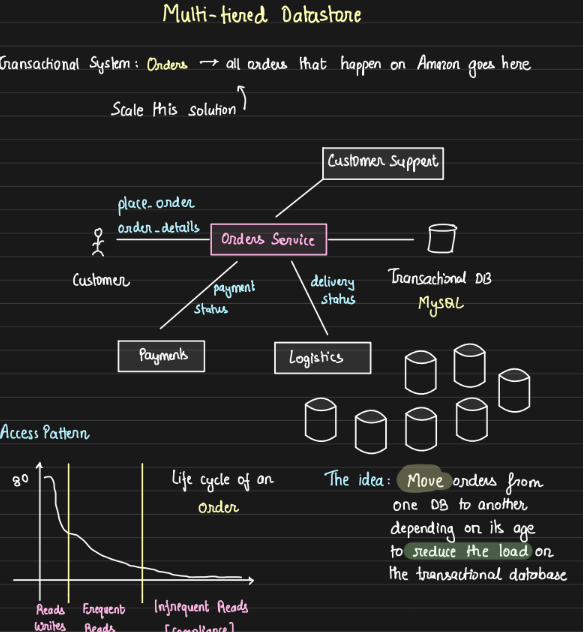 Multi-tiered Datastore
Transactional System: Orders → all orders that happen on Amazon goes here
Scale this solution
Customer Support
place_order
order_details
Orders Service
Customer
Transactional DB
MySQL
payment
status
delivery
status
Payments
Logistics
Access Pattern
80
Life cycle of an
order
The idea: Move orders from
one DB to another
depending on its age
to reduce the load on
the transactional database
Reads
Writes
Frequent
Reads
Infrequent Reads
[compliance]